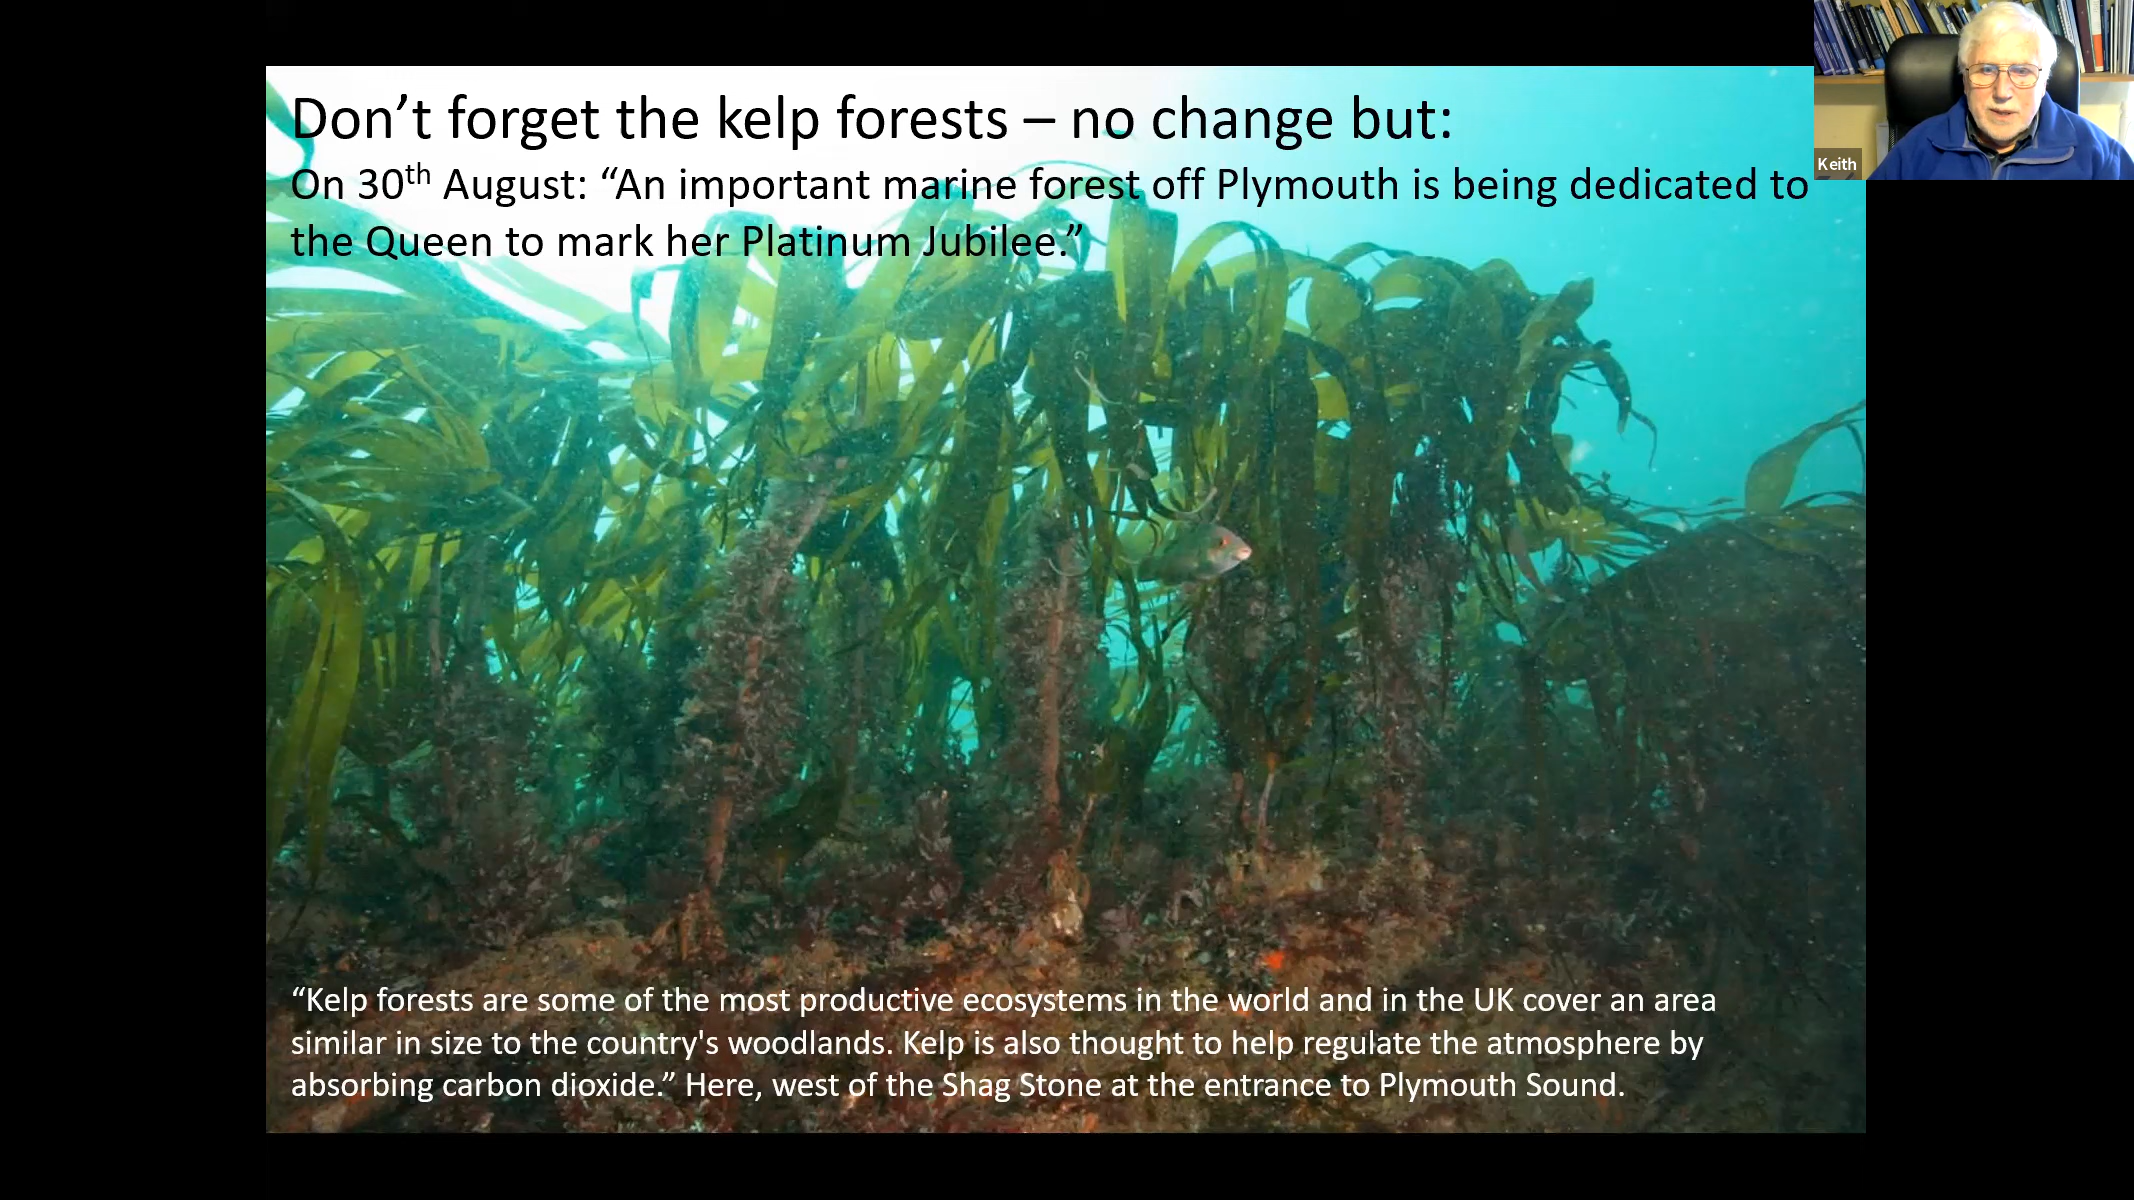 Don’t forget the kelp forests – no change but:
On 30th August: “An important marine forest off Plymouth is being dedicated to
the Queen to mark her Platinum Jubilee.”
Keith
“Kelp forests are some of the most productive ecosystems in the world and in the UK cover an area
similar in size to the country's woodlands. Kelp is also thought to help regulate the atmosphere by
absorbing carbon dioxide.” Here, west of the Shag Stone at the entrance to Plymouth Sound.